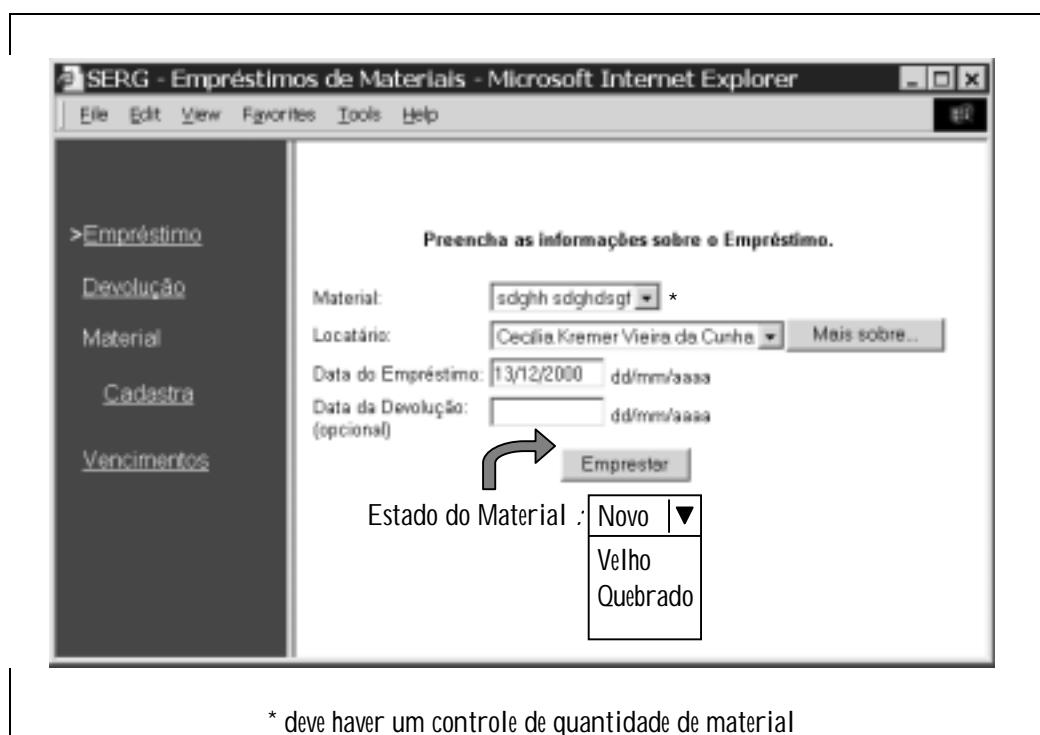 SERG - Empréstimos de Materiais - Microsoft Internet Explorer
File Edit View Favorites Tools Help
>Empréstimo
Devolução
Material
Cadastra
Vencimentos
Preencha as informações sobre o Empréstimo.
Material: sdghh sdghdsgf *
Locatário: Cecília Kremer Vieira da Cunha Mais sobre...
Data do Empréstimo: 13/12/2000 dd/mm/aaaa
Data da Devolução: dd/mm/aaaa
(opcional)
Emprestar
Estado do Material : Novo
Velho
Quebrado
* deve haver um controle de quantidade de material